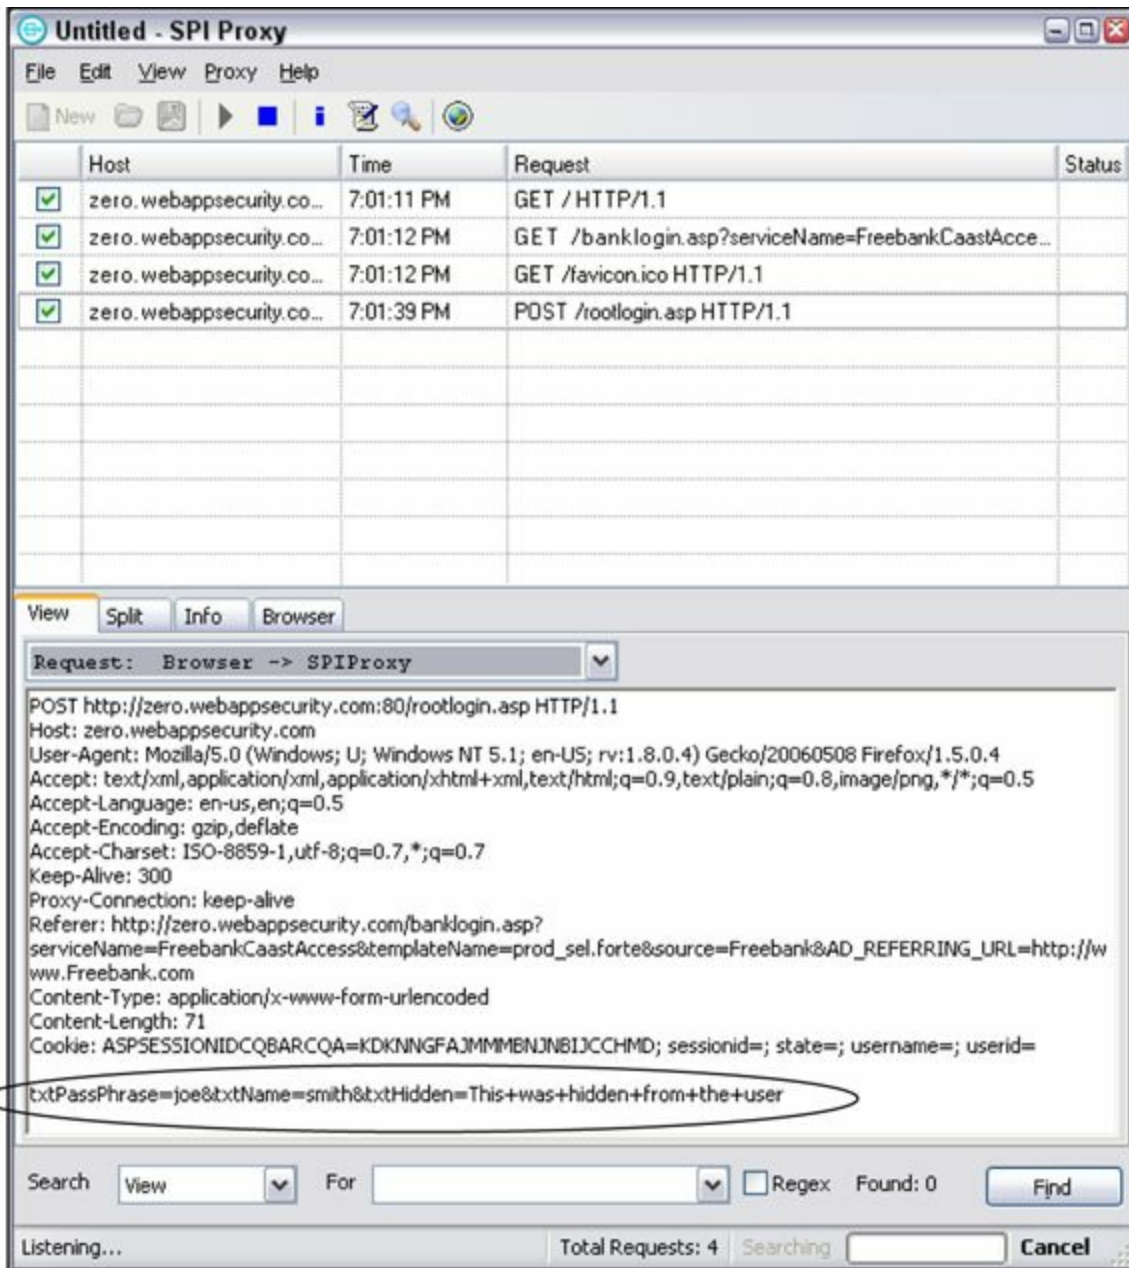 Untitled - SPI Proxy
File Edit View Proxy Help
New
Host Time Request Status
zero.webappsecurity.co... 7:01:11 PM GET / HTTP/1.1
zero.webappsecurity.co... 7:01:12 PM GET /banklogin.asp?serviceName=FreebankCaastAcce...
zero.webappsecurity.co... 7:01:12 PM GET /favicon.ico HTTP/1.1
zero.webappsecurity.co... 7:01:39 PM POST /rootlogin.asp HTTP/1.1
View Split Info Browser
Request: Browser -> SPIProxy
POST http://zero.webappsecurity.com:80/rootlogin.asp HTTP/1.1
Host: zero.webappsecurity.com
User-Agent: Mozilla/5.0 (Windows; U; Windows NT 5.1; en-US; rv:1.8.0.4) Gecko/20060508 Firefox/1.5.0.4
Accept: text/xml,application/xml,application/xhtml+xml,text/html;q=0.9,text/plain;q=0.8,image/png,*/*;q=0.5
Accept-Language: en-us,en;q=0.5
Accept-Encoding: gzip,deflate
Accept-Charset: ISO-8859-1,utf-8;q=0.7,*;q=0.7
Keep-Alive: 300
Proxy-Connection: keep-alive
Referer: http://zero.webappsecurity.com/banklogin.asp?
serviceName=FreebankCaastAccess&templateName=prod_sel.forte&source=Freebank&AD_REFERRING_URL=http://w
ww.Freebank.com
Content-Type: application/x-www-form-urlencoded
Content-Length: 71
Cookie: ASPSESSIONIDCQBARCQA=KDKNNGFAJMMMBNJNBIJCCHMD; sessionid=; state=; username=; userid=
txtPassPhrase=joe&txtName=smith&txtHidden=This+was+hidden+from+the+user
Search View For Regex Found: 0 Find
Listening... Total Requests: 4 Searching Cancel